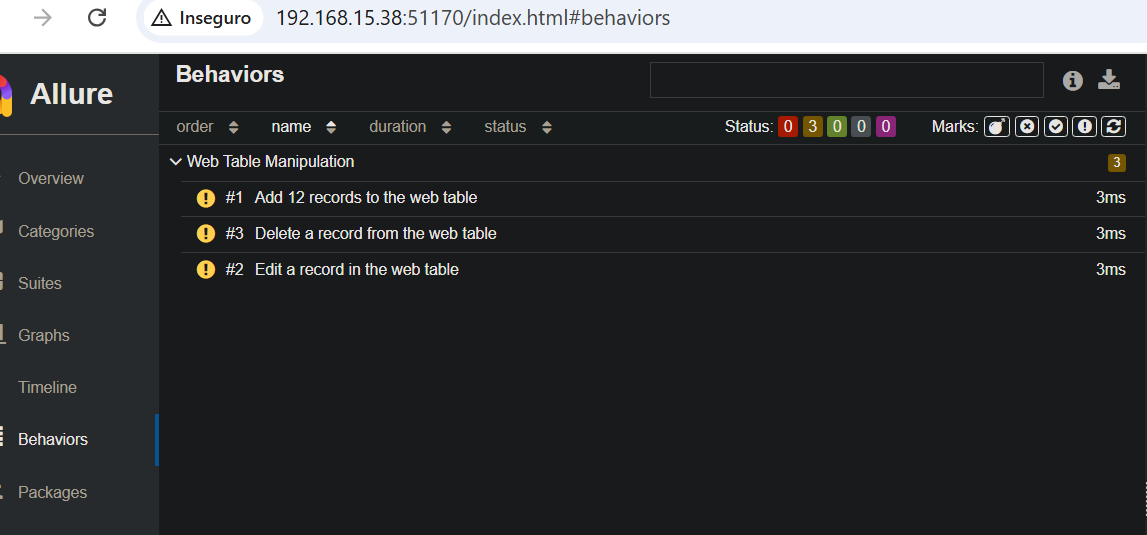 Inseguro 192.168.15.38:51170/index.html#behaviors
Allure
Behaviors
order name duration status Status: 0 3 0 0 0 Marks:
Web Table Manipulation 3
#1 Add 12 records to the web table 3ms
#3 Delete a record from the web table 3ms
#2 Edit a record in the web table 3ms
Overview
Categories
Suites
Graphs
Timeline
Behaviors
Packages